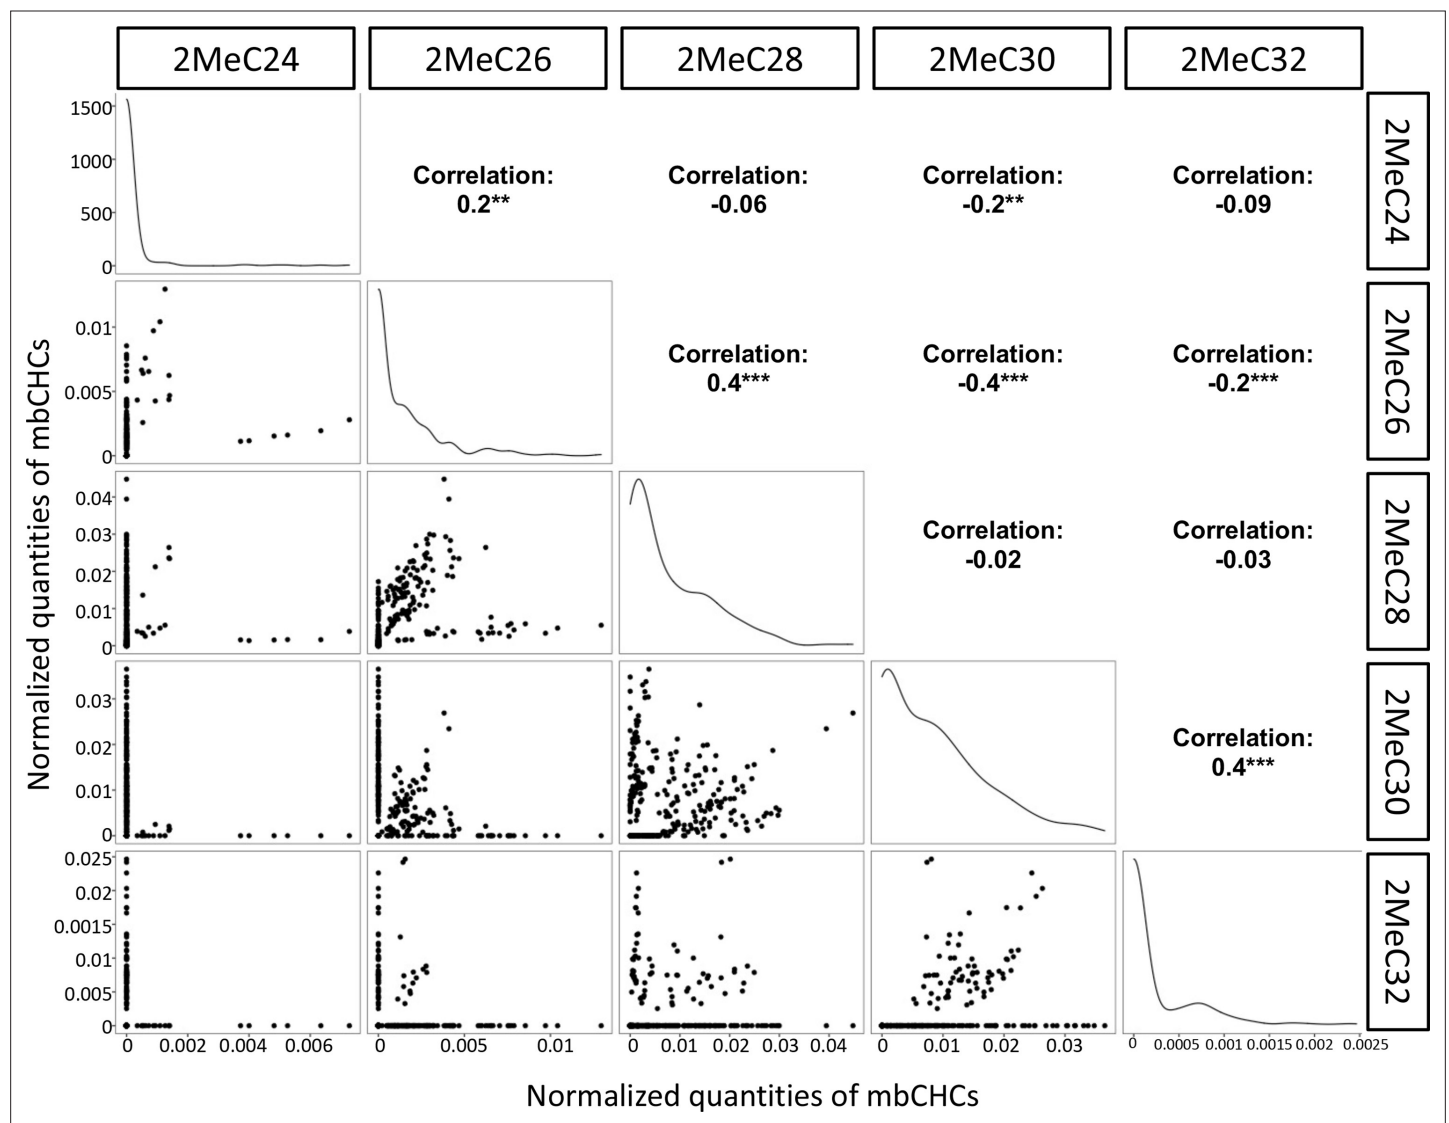 2MeC24 2MeC26 2MeC28 2MeC30 2MeC32
1500
1000
500
0
Correlation:
0.2**
Correlation:
-0.06
Correlation:
-0.2**
Correlation:
-0.09
2MeC24
0.01
0.005
0
Correlation:
0.4***
Correlation:
-0.4***
Correlation:
-0.2***
2MeC26
Normalized quantities of mbCHCs
0.04
0.03
0.02
0.01
0
Correlation:
-0.02
Correlation:
-0.03
2MeC28
0.03
0.02
0.01
0
Correlation:
0.4***
2MeC30
0.025
0.02
0.0015
0.01
0.005
0
2MeC32
0 0.002 0.004 0.006
0 0.005 0.01
0 0.01 0.02 0.03 0.04
0 0.01 0.02 0.03
0 0.0005 0.001 0.0015 0.002 0.0025
Normalized quantities of mbCHCs